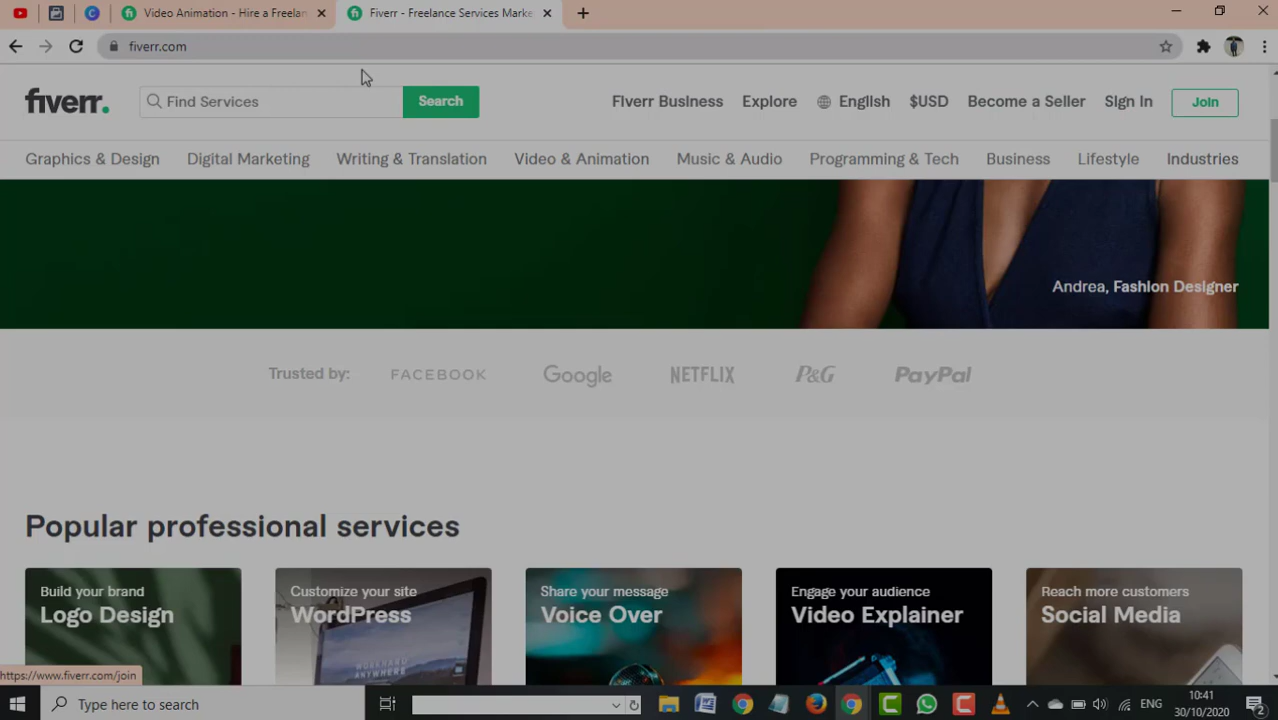 Video Animation - Hire a Freelan
Fiverr - Freelance Services Marke
fiverr.com
fiverr.
Find Services
Search
Fiverr Business
Explore
English
$USD
Become a Seller
Sign In
Join
Graphics & Design
Digital Marketing
Writing & Translation
Video & Animation
Music & Audio
Programming & Tech
Business
Lifestyle
Industries
Andrea, Fashion Designer
Trusted by:
FACEBOOK
Google
NETFLIX
P&G
PayPal
Popular professional services
Build your brand
Logo Design
Customize your site
WordPress
Share your message
Voice Over
Engage your audience
Video Explainer
Reach more customers
Social Media
WORK HARD
ANYWHERE
https://www.fiverr.com/join
Type here to search
ENG
10:41
30/10/2020
2